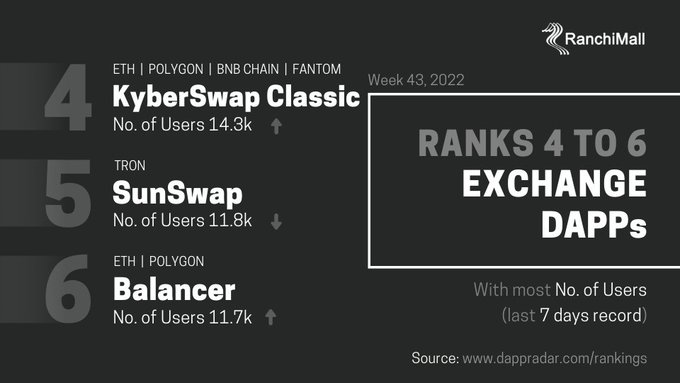 RanchiMall
4
ETH | POLYGON | BNB CHAIN | FANTOM
KyberSwap Classic
No. of Users 14.3k
5
TRON
SunSwap
No. of Users 11.8k
6
ETH | POLYGON
Balancer
No. of Users 11.7k
Week 43, 2022
RANKS 4 TO 6
EXCHANGE
DAPPs
With most No. of Users
(last 7 days record)
Source: www.dappradar.com/rankings